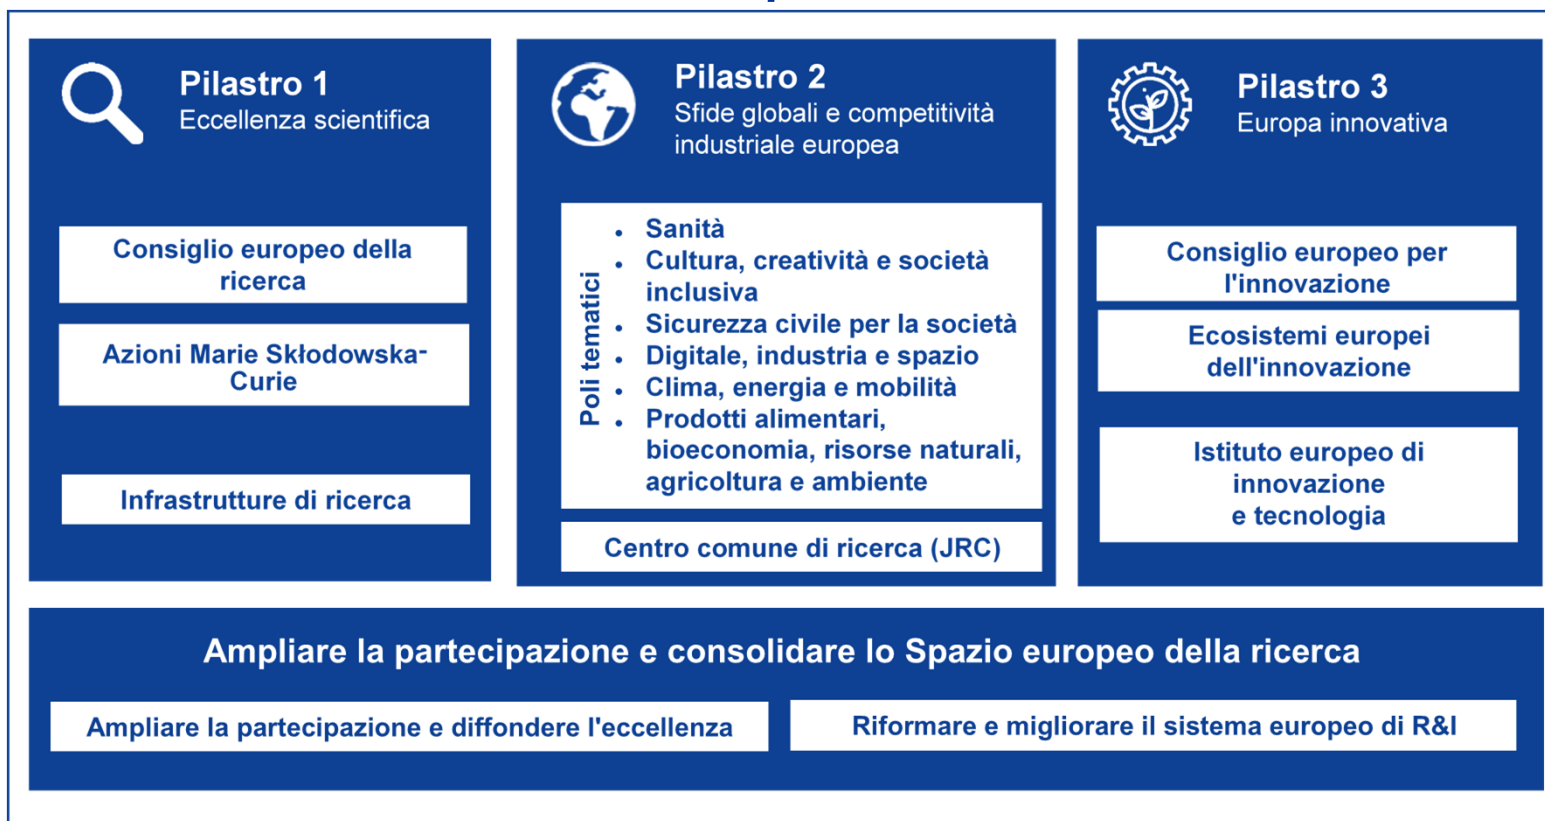 Pilastro 1
Eccellenza scientifica
Consiglio europeo della
ricerca
Azioni Marie Skłodowska-
Curie
Infrastrutture di ricerca
Pilastro 2
Sfide globali e competitività
industriale europea
Poli tematici
• Sanità
• Cultura, creatività e società
inclusiva
• Sicurezza civile per la società
• Digitale, industria e spazio
• Clima, energia e mobilità
• Prodotti alimentari,
bioeconomia, risorse naturali,
agricoltura e ambiente
Centro comune di ricerca (JRC)
Pilastro 3
Europa innovativa
Consiglio europeo per
l'innovazione
Ecosistemi europei
dell'innovazione
Istituto europeo di
innovazione
e tecnologia
Ampliare la partecipazione e consolidare lo Spazio europeo della ricerca
Ampliare la partecipazione e diffondere l'eccellenza
Riformare e migliorare il sistema europeo di R&I